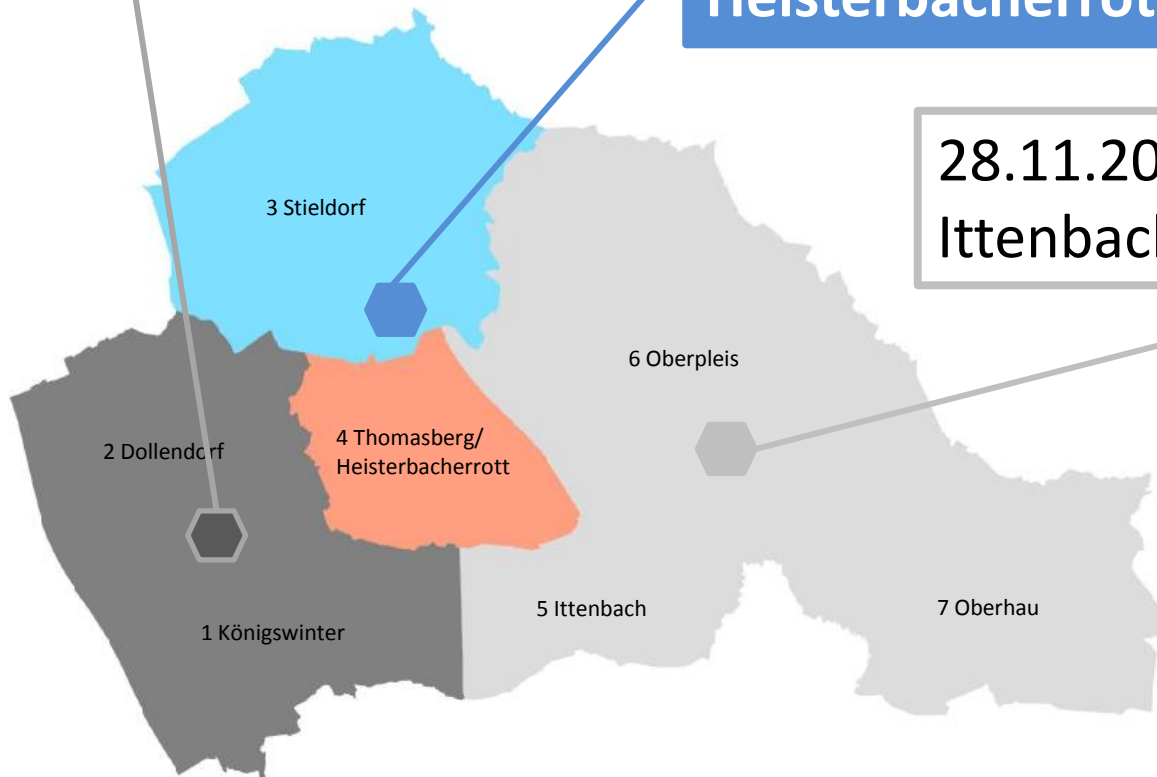 Heisterbacherrott
28.11.20
Ittenbach
3 Stieldorf
6 Oberpleis
2 Dollendorf
4 Thomasberg/
Heisterbacherrott
5 Ittenbach
7 Oberhau
1 Königswinter